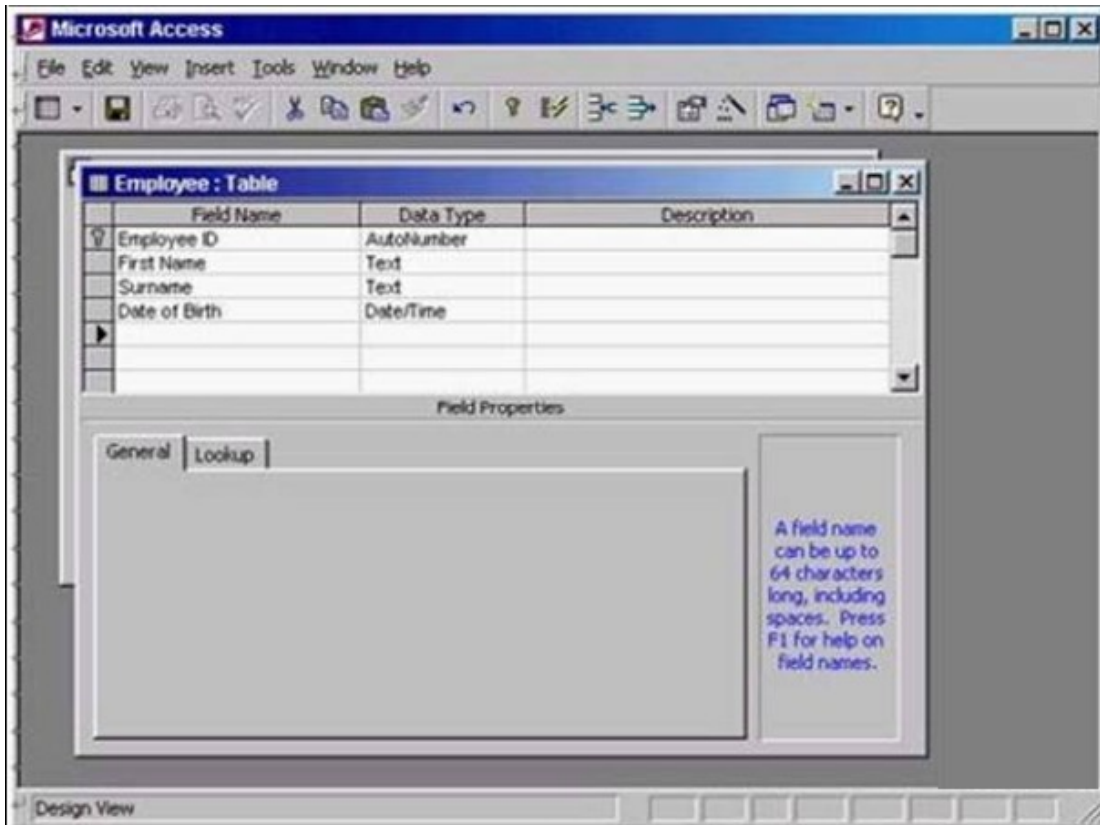 Microsoft Access
File Edit View Insert Tools Window Help
Employee : Table
Field Name Data Type Description
Employee ID AutoNumber
First Name Text
Surname Text
Date of Birth Date/Time
Field Properties
General Lookup
A field name
can be up to
64 characters
long, including
spaces. Press
F1 for help on
field names.
Design View